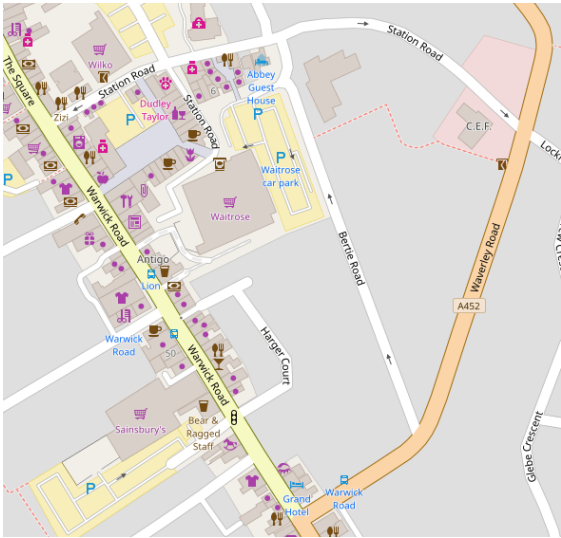 The Square
Wilko
Station Road
Station Road
Zizi
Dudley
Taylor
6
Abbey
Guest
House
Station Road
P
P
P
P
Waitrose
car park
Waitrose
C.E.F.
Warwick Road
Bertie Road
Waverley Road
A452
Antigo
Lion
Warwick
Road
50
Warwick Road
Harger Court
Sainsbury's
Bear &
Ragged
Staff
P
Grand
Hotel
Warwick
Road
Glebe Crescent